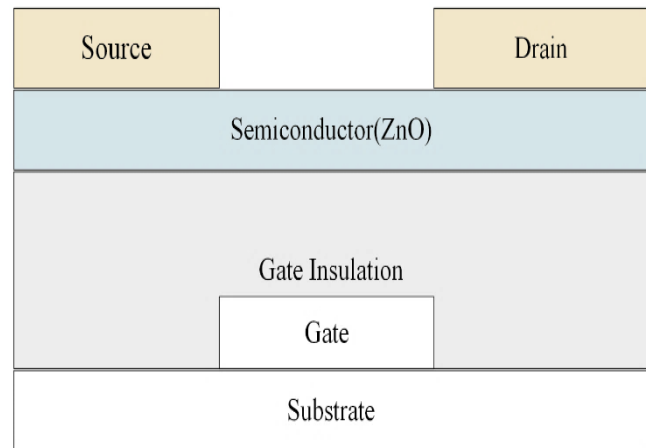 Source
Drain
Semiconductor(ZnO)
Gate Insulation
Gate
Substrate